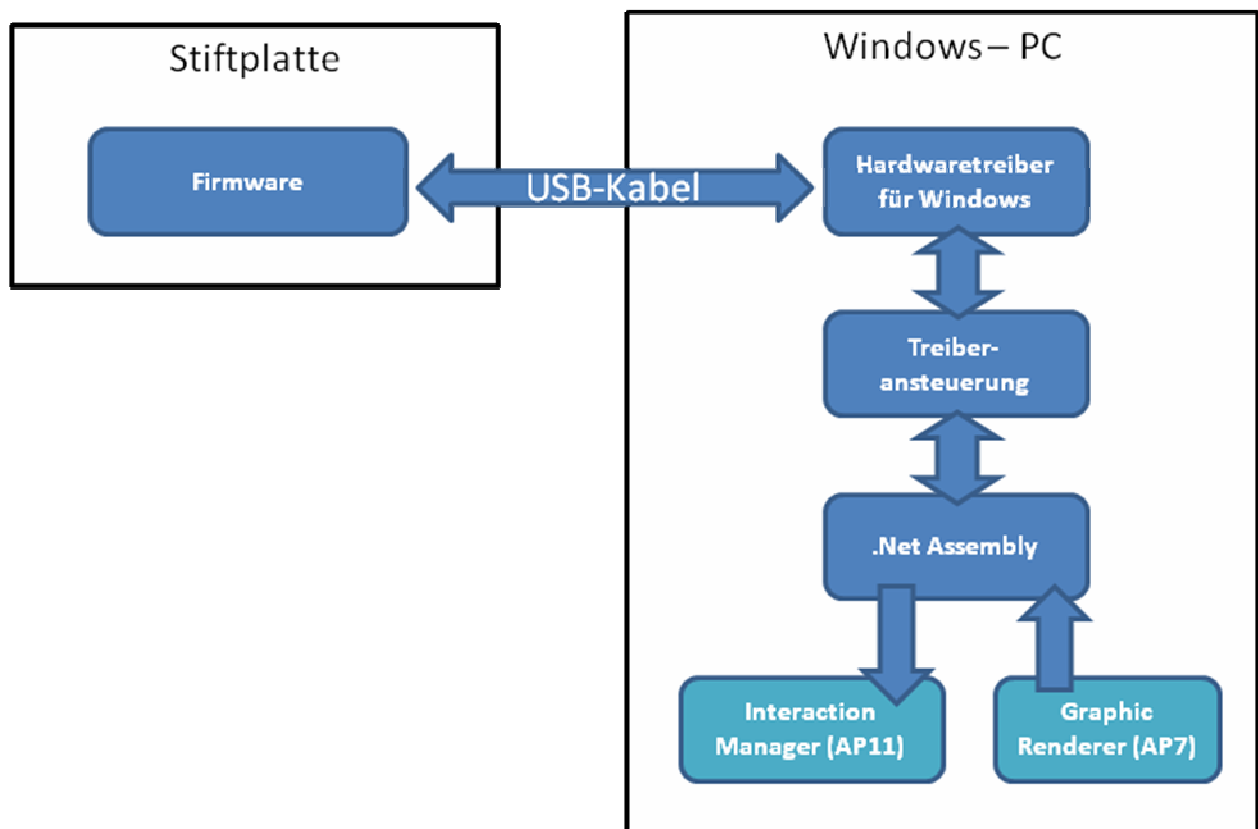 Stiftplatte
Windows – PC
Firmware
USB-Kabel
Hardwaretreiber
für Windows
Treiber-
ansteuerung
.Net Assembly
Interaction
Manager (AP11)
Graphic
Renderer (AP7)